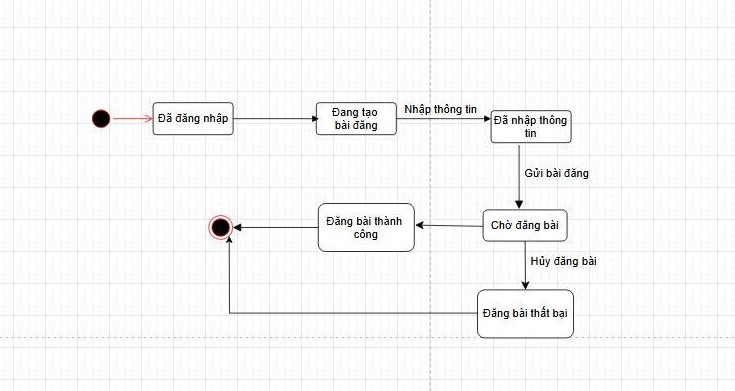 Đã đăng nhập
Đang tạo
bài đăng
Nhập thông tin
Đã nhập thông
tin
Gửi bài đăng
Đăng bài thành
công
Chờ đăng bài
Hủy đăng bài
Đăng bài thất bại